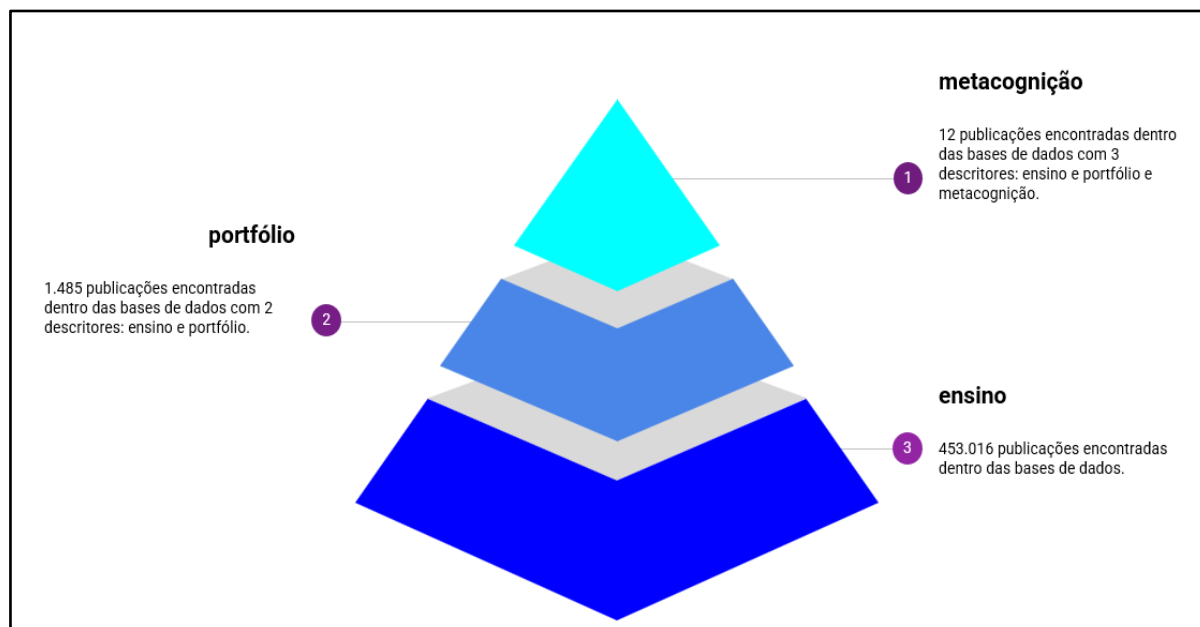 metacognição
12 publicações encontradas dentro
das bases de dados com 3
descritores: ensino e portfólio e
metacognição.
1
portfólio
1.485 publicações encontradas
dentro das bases de dados com 2
descritores: ensino e portfólio.
2
ensino
3
453.016 publicações encontradas
dentro das bases de dados.